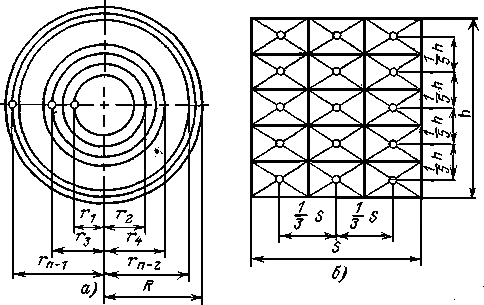 r₁ r₂
r₃ r₄
rₙ₋₁ rₙ₋₂
а) R
1/5 h
1/5 h
1/5 h
1/5 h
h
1/3 s 1/3 s
s
б)